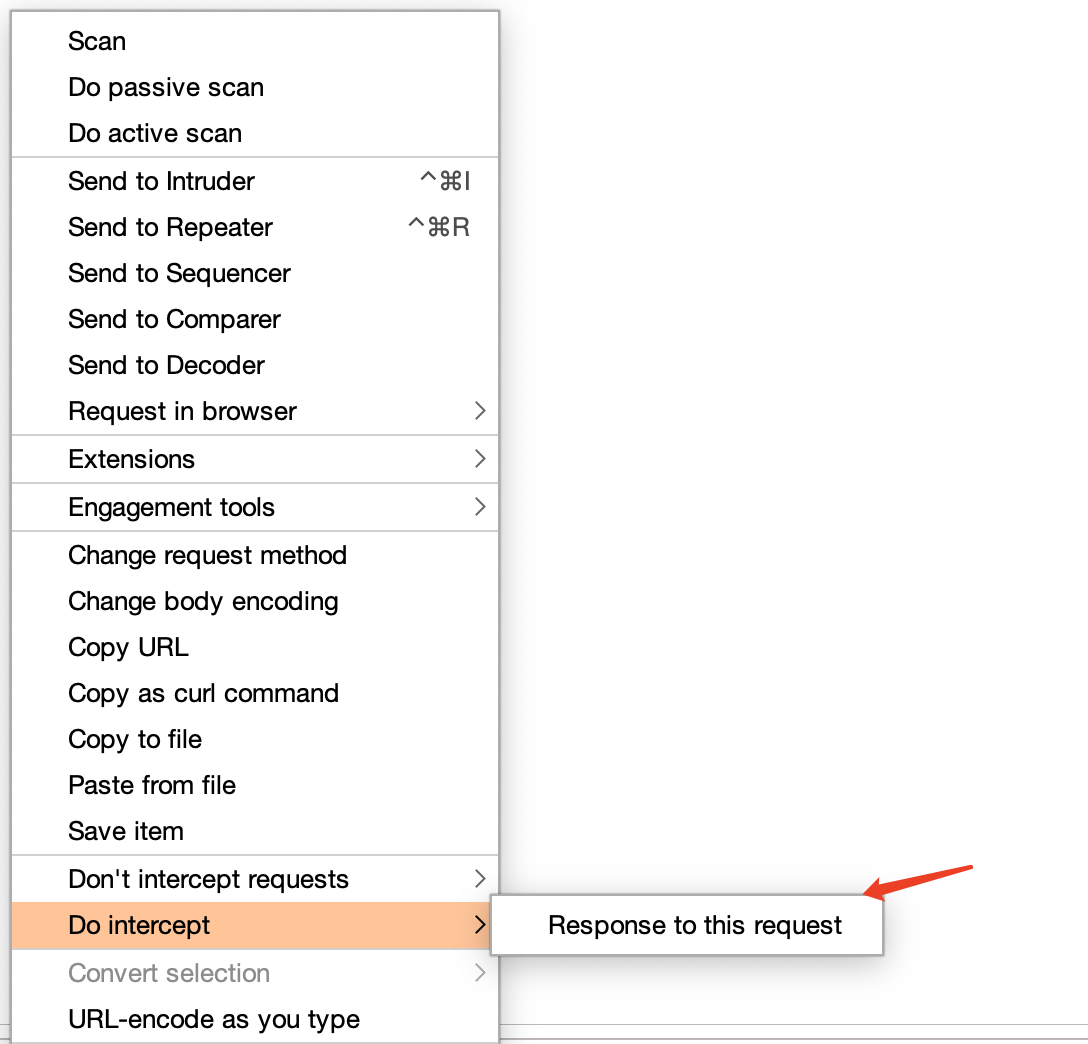 Scan
Do passive scan
Do active scan
Send to Intruder ^⌘I
Send to Repeater ^⌘R
Send to Sequencer
Send to Comparer
Send to Decoder
Request in browser
Extensions
Engagement tools
Change request method
Change body encoding
Copy URL
Copy as curl command
Copy to file
Paste from file
Save item
Don't intercept requests
Do intercept
Response to this request
Convert selection
URL-encode as you type